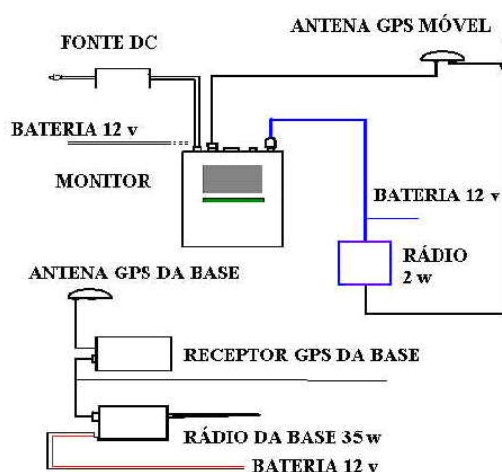 ANTENA GPS MÓVEL
FONTE DC
BATERIA 12 v
MONITOR
BATERIA 12 v
RÁDIO
2 w
ANTENA GPS DA BASE
RECEPTOR GPS DA BASE
RÁDIO DA BASE 35 w
BATERIA 12 v